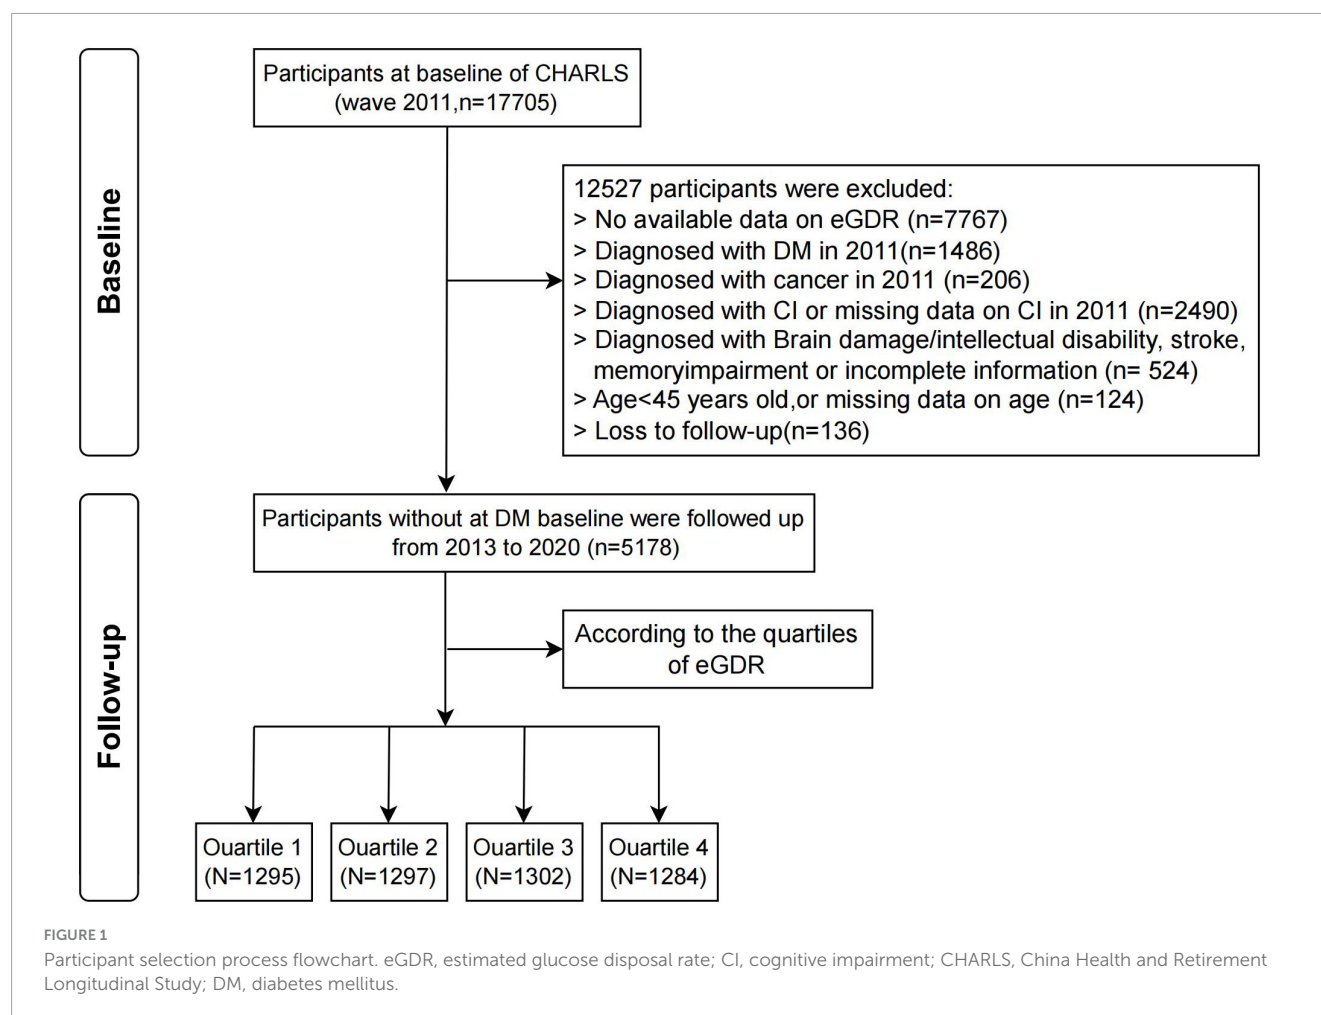 Baseline
Participants at baseline of CHARLS
(wave 2011,n=17705)
12527 participants were excluded:
> No available data on eGDR (n=7767)
> Diagnosed with DM in 2011(n=1486)
> Diagnosed with cancer in 2011 (n=206)
> Diagnosed with CI or missing data on CI in 2011 (n=2490)
> Diagnosed with Brain damage/intellectual disability, stroke,
memoryimpairment or incomplete information (n= 524)
> Age<45 years old,or missing data on age (n=124)
> Loss to follow-up(n=136)
Follow-up
Participants without at DM baseline were followed up
from 2013 to 2020 (n=5178)
According to the quartiles
of eGDR
Ouartile 1
(N=1295)
Ouartile 2
(N=1297)
Ouartile 3
(N=1302)
Ouartile 4
(N=1284)
FIGURE 1
Participant selection process flowchart. eGDR, estimated glucose disposal rate; CI, cognitive impairment; CHARLS, China Health and Retirement
Longitudinal Study; DM, diabetes mellitus.